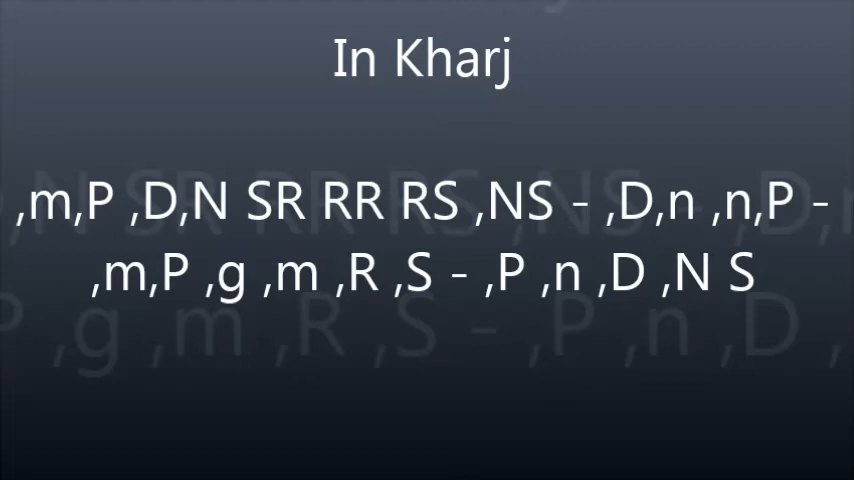 In Kharj
,m,P ,D,N SR RR RS ,NS - ,D,n ,n,P -
,m,P ,g ,m ,R ,S - ,P ,n ,D ,N S